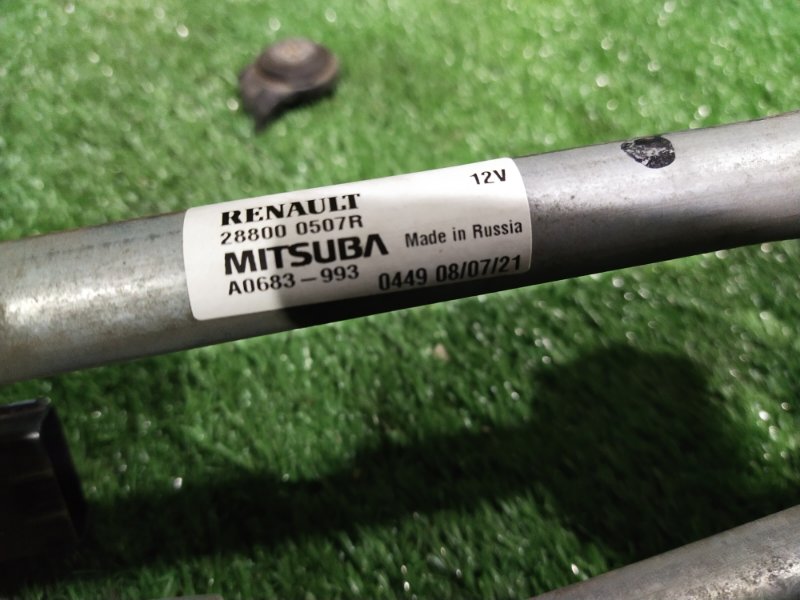 RENAULT 12V
28800 0507R
MITSUBA Made in Russia
A0683-993 0449 08/07/21